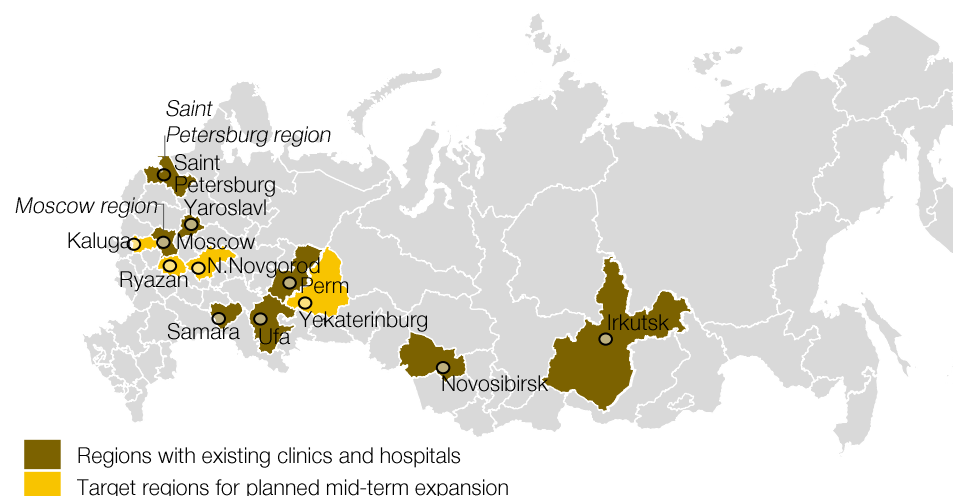 Saint
Petersburg region
Saint
Petersburg
Yaroslavl
Moscow region
Kaluga
Moscow
N.Novgorod
Ryazan
Perm
Yekaterinburg
Samara
Ufa
Irkutsk
Novosibirsk
Regions with existing clinics and hospitals
Target regions for planned mid-term expansion